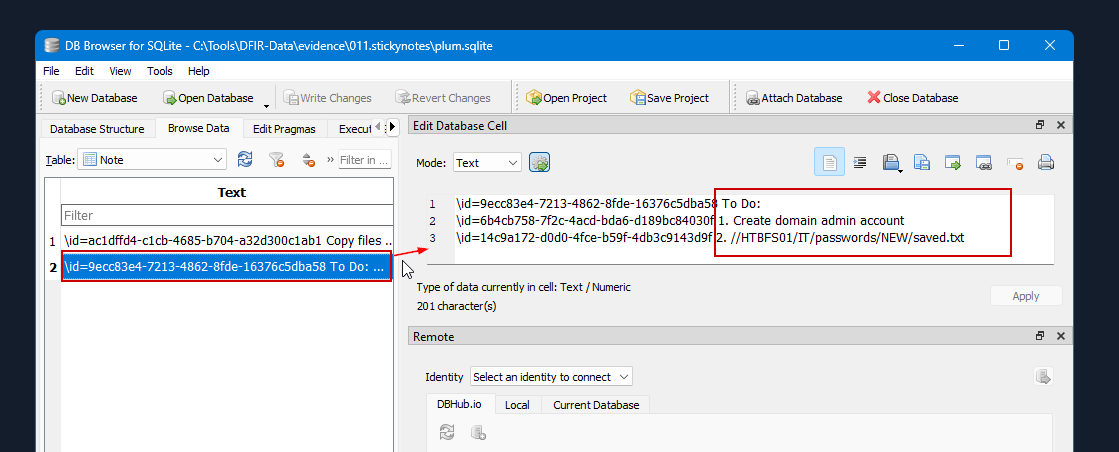 DB Browser for SQLite - C:\Tools\DFIR-Data\evidence\011.stickynotes\plum.sqlite
File Edit View Tools Help
New Database Open Database Write Changes Revert Changes Open Project Save Project Attach Database Close Database
Database Structure Browse Data Edit Pragmas Execut
Edit Database Cell
Table: Note » Filter in ...
Mode: Text
Text
Filter
1 \id=ac1dffd4-c1cb-4685-b704-a32d300c1ab1 Copy files ...
2 \id=9ecc83e4-7213-4862-8fde-16376c5dba58 To Do: ...
1 \id=9ecc83e4-7213-4862-8fde-16376c5dba58 To Do:
2 \id=6b4cb758-7f2c-4acd-bda6-d189bc84030f 1. Create domain admin account
3 \id=14c9a172-d0d0-4fce-b59f-4db3c9143d9f 2. //HTBFS01/IT/passwords/NEW/saved.txt
Type of data currently in cell: Text / Numeric
201 character(s)
Apply
Remote
Identity Select an identity to connect
DBHub.io Local Current Database